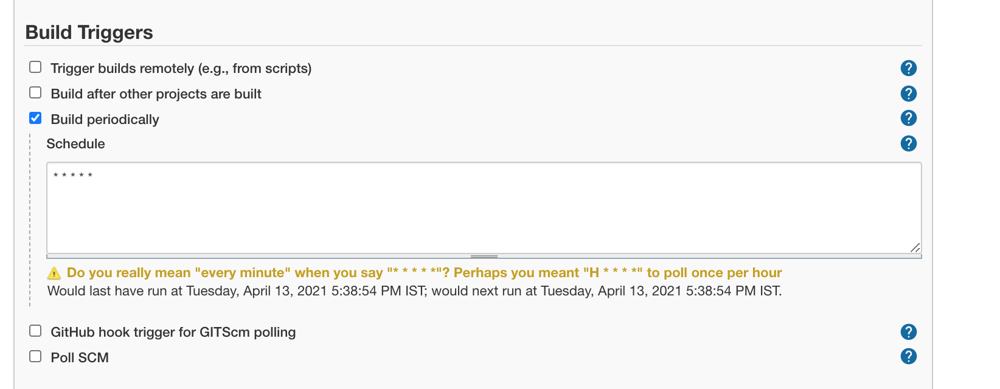 Build Triggers
Trigger builds remotely (e.g., from scripts)
?
Build after other projects are built
?
Build periodically
?
Schedule
?
* * * * *
Do you really mean "every minute" when you say "* * * * *"? Perhaps you meant "H * * * *" to poll once per hour
Would last have run at Tuesday, April 13, 2021 5:38:54 PM IST; would next run at Tuesday, April 13, 2021 5:38:54 PM IST.
GitHub hook trigger for GITScm polling
?
Poll SCM
?